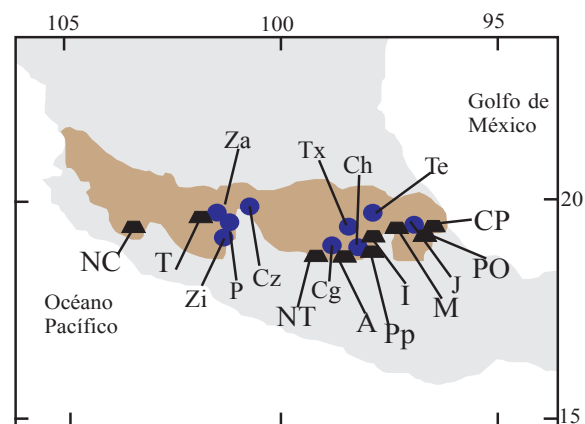 105
100
95
Golfo de
México
Za
Tx
Ch
Te
20
CP
NC
T
Zi
P
Cz
NT
Cg
A
Pp
I
M
J
PO
Océano
Pacífico
15